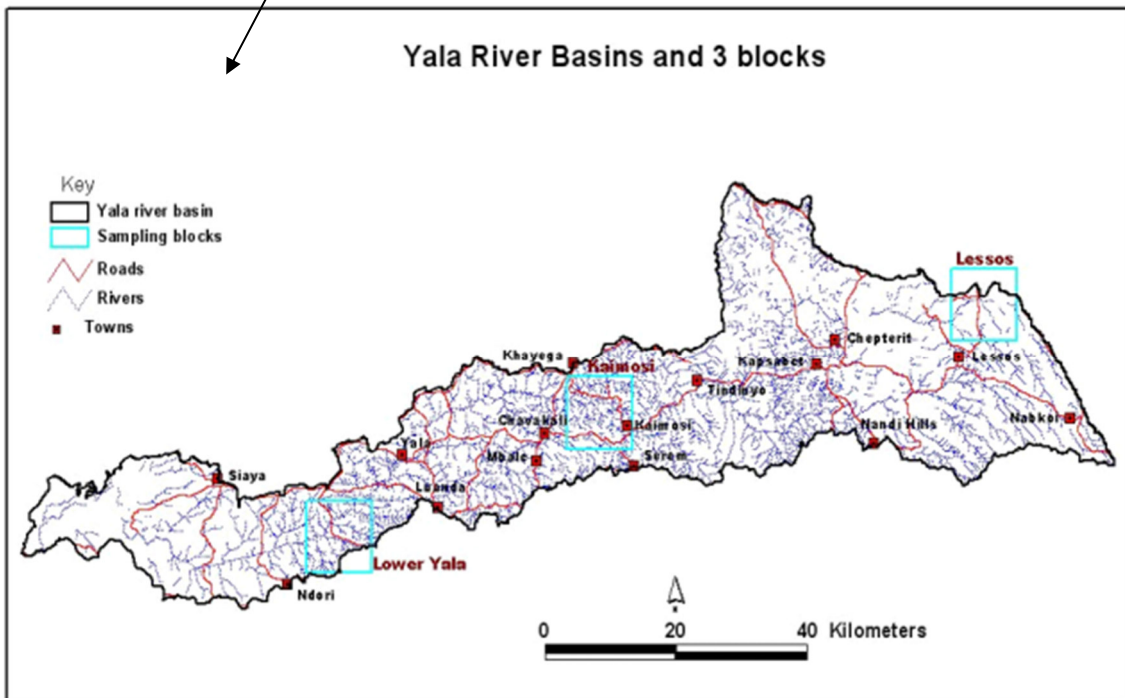 Yala River Basins and 3 blocks
Key
Yala river basin
Sampling blocks
Roads
Rivers
Towns
Lessos
Chepterit
Khayega
Kaimosi
Kapsabet
Lessos
Tindinyo
Chavakali
Kaimosi
Nandi Hills
Nabkoi
Yala
Mbale
Serem
Siaya
Luanda
Lower Yala
Ndori
0 20 40 Kilometers